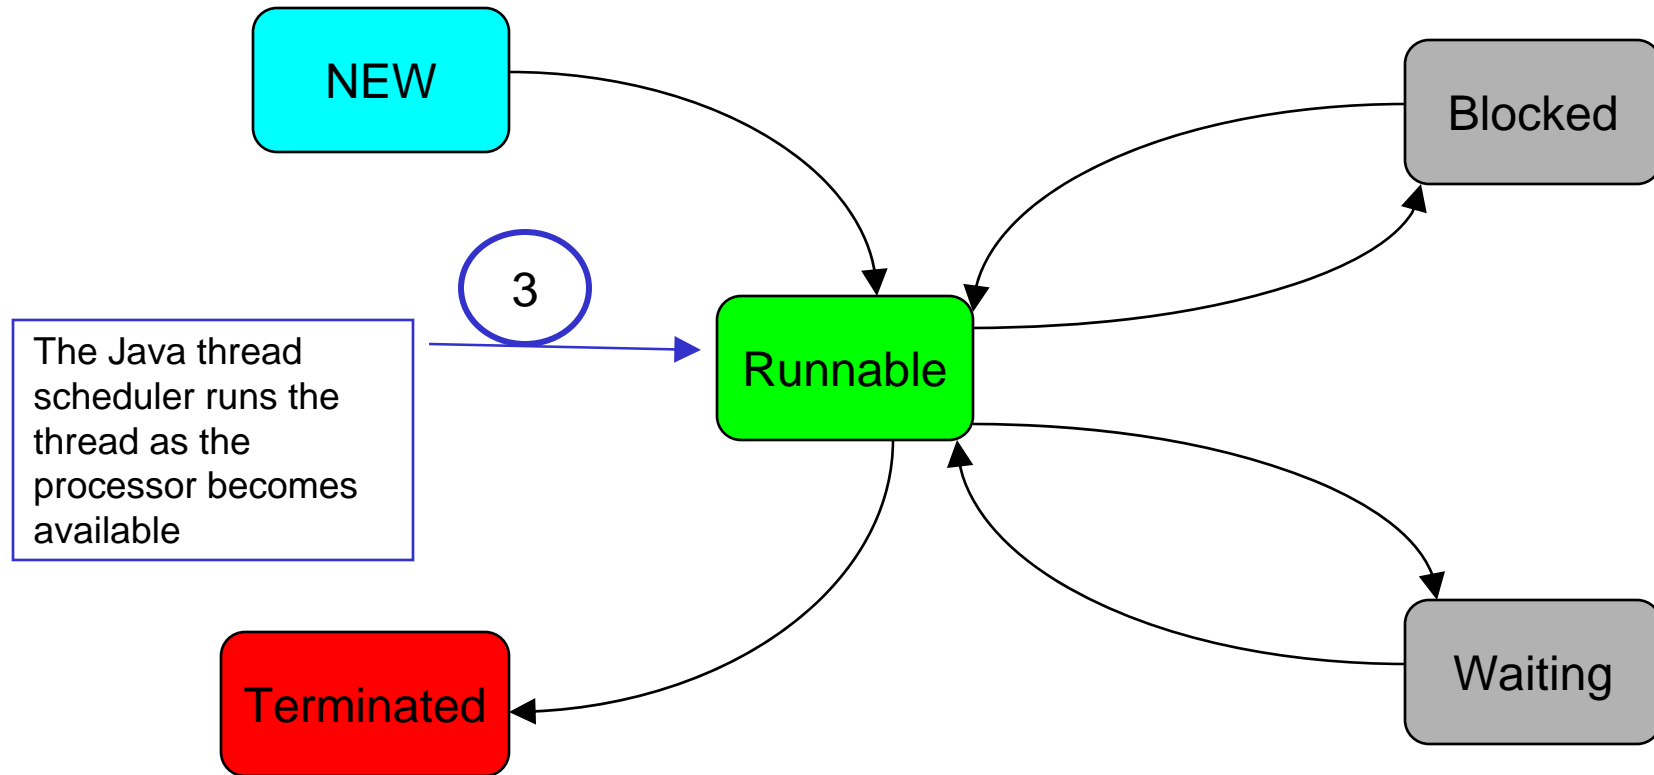 NEW
Blocked
3
The Java thread
scheduler runs the
thread as the
processor becomes
available
Runnable
Terminated
Waiting